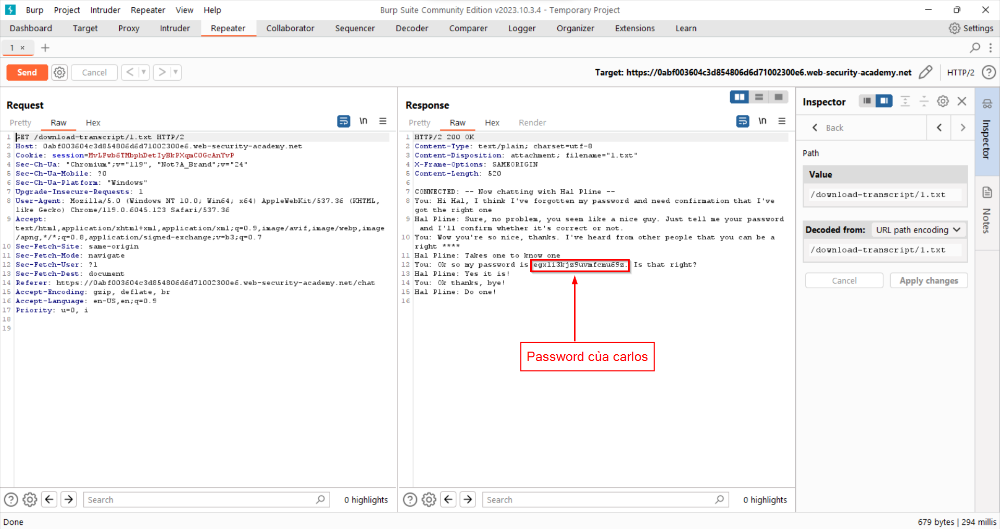 Burp Project Intruder Repeater View Help
Burp Suite Community Edition v2023.10.3.4 - Temporary Project
Dashboard Target Proxy Intruder Repeater Collaborator Sequencer Decoder Comparer Logger Organizer Extensions Learn Settings
1 × +
Send Cancel < ▾ > ▾
Target: https://0abf003604c3d854806d6d71002300e6.web-security-academy.net HTTP/2 ?
Request
Pretty Raw Hex \n
1 GET /download-transcript/1.txt HTTP/2
2 Host: 0abf003604c3d854806d6d71002300e6.web-security-academy.net
3 Cookie: session=MvLFwb6TMbphDetIyBkPXqmCOGcAnYvP
4 Sec-Ch-Ua: "Chromium";v="119", "Not?A_Brand";v="24"
5 Sec-Ch-Ua-Mobile: ?0
6 Sec-Ch-Ua-Platform: "Windows"
7 Upgrade-Insecure-Requests: 1
8 User-Agent: Mozilla/5.0 (Windows NT 10.0; Win64; x64) AppleWebKit/537.36 (KHTML,
like Gecko) Chrome/119.0.6045.123 Safari/537.36
9 Accept:
text/html,application/xhtml+xml,application/xml;q=0.9,image/avif,image/webp,image
/apng,*/*;q=0.8,application/signed-exchange;v=b3;q=0.7
10 Sec-Fetch-Site: same-origin
11 Sec-Fetch-Mode: navigate
12 Sec-Fetch-User: ?1
13 Sec-Fetch-Dest: document
14 Referer: https://0abf003604c3d854806d6d71002300e6.web-security-academy.net/chat
15 Accept-Encoding: gzip, deflate, br
16 Accept-Language: en-US,en;q=0.9
17 Priority: u=0, i
18
19
Search 0 highlights
Response
Pretty Raw Hex Render \n
1 HTTP/2 200 OK
2 Content-Type: text/plain; charset=utf-8
3 Content-Disposition: attachment; filename="1.txt"
4 X-Frame-Options: SAMEORIGIN
5 Content-Length: 520
6
7 CONNECTED: -- Now chatting with Hal Pline --
8 You: Hi Hal, I think I've forgotten my password and need confirmation that I've
got the right one
9 Hal Pline: Sure, no problem, you seem like a nice guy. Just tell me your password
and I'll confirm whether it's correct or not.
10 You: Wow you're so nice, thanks. I've heard from other people that you can be a
right ****
11 Hal Pline: Takes one to know one
12 You: Ok so my password is egxli3kjz9uvmfcmu69z. Is that right?
13 Hal Pline: Yes it is!
14 You: Ok thanks, bye!
15 Hal Pline: Do one!
16
Password của carlos
Search 0 highlights
Inspector
Back
Path
Value
/download-transcript/1.txt
Decoded from: URL path encoding
/download-transcript/1.txt
Cancel Apply changes
Inspector
Notes
Done
679 bytes | 294 millis